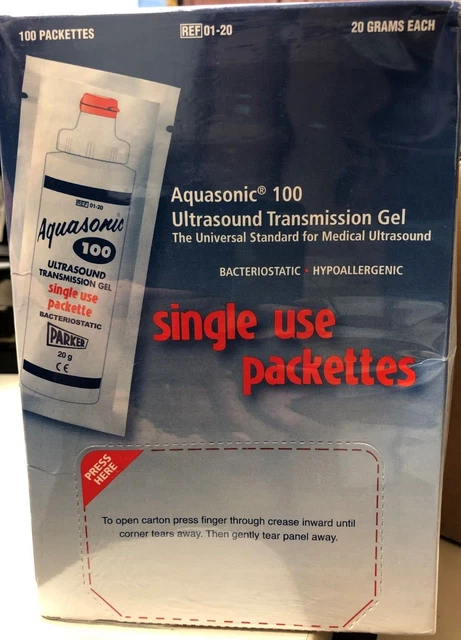 100 PACKETTES
REF 01-20
20 GRAMS EACH
REF 01-20
Aquasonic
100
ULTRASOUND
TRANSMISSION GEL
single use
packette
BACTERIOSTATIC
PARKER
20 g
CE
Aquasonic® 100
Ultrasound Transmission Gel
The Universal Standard for Medical Ultrasound
BACTERIOSTATIC • HYPOALLERGENIC
single use
packettes
PRESS
HERE
To open carton press finger through crease inward until
corner tears away. Then gently tear panel away.